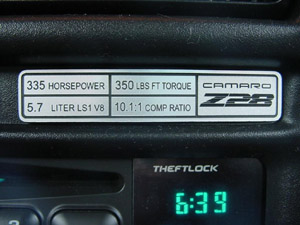 335 HORSEPOWER 350 LBS FT TORQUE CAMARO
5.7 LITER LS1 V8 10.1:1 COMP RATIO Z28
THEFTLOCK
6:39
3